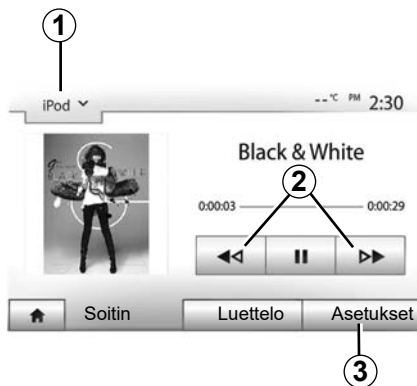 1
iPod
--°C PM 2:30
Black & White
2
0:00:03 0:00:29
Soitin Luettelo Asetukset
3